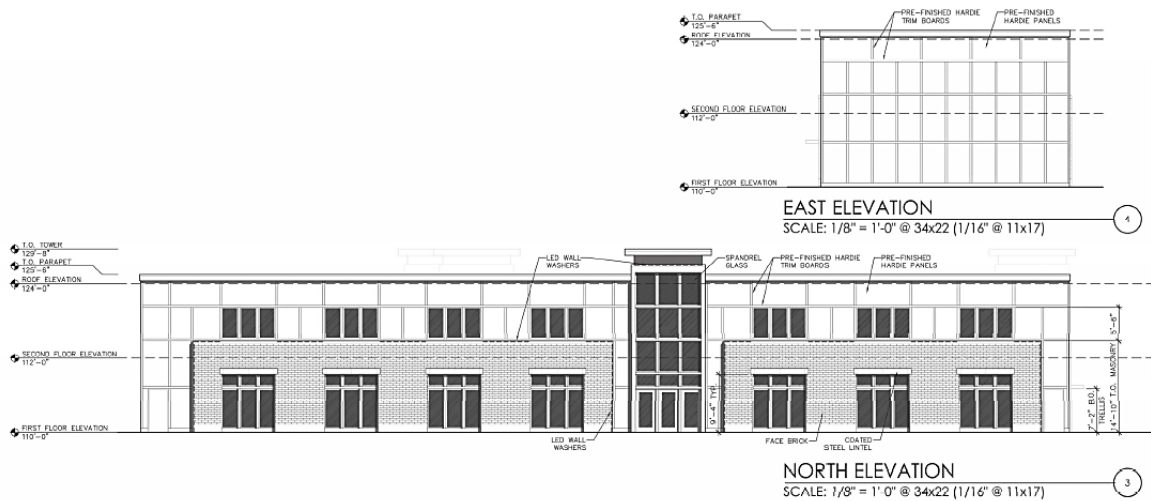 T.O. PARAPET
125'-6"
ROOF ELEVATION
124'-0"
PRE-FINISHED HARDIE
TRIM BOARDS
PRE-FINISHED
HARDIE PANELS
SECOND FLOOR ELEVATION
112'-0"
FIRST FLOOR ELEVATION
110'-0"
EAST ELEVATION
SCALE: 1/8" = 1'-0" @ 34x22 (1/16" @ 11x17)
4
T.O. TOWER
129'-8"
T.O. PARAPET
125'-6"
ROOF ELEVATION
124'-0"
LED WALL
WASHERS
SPANDREL
GLASS
PRE-FINISHED HARDIE
TRIM BOARDS
PRE-FINISHED
HARDIE PANELS
5'-6"
SECOND FLOOR ELEVATION
112'-0"
9'-4" TYP.
7'-2" B.O.
TRELLIS
14'-10" T.O. MASONRY
FIRST FLOOR ELEVATION
110'-0"
LED WALL
WASHERS
FACE BRICK
COATED
STEEL LINTEL
NORTH ELEVATION
SCALE: 1/8" = 1'-0" @ 34x22 (1/16" @ 11x17)
3